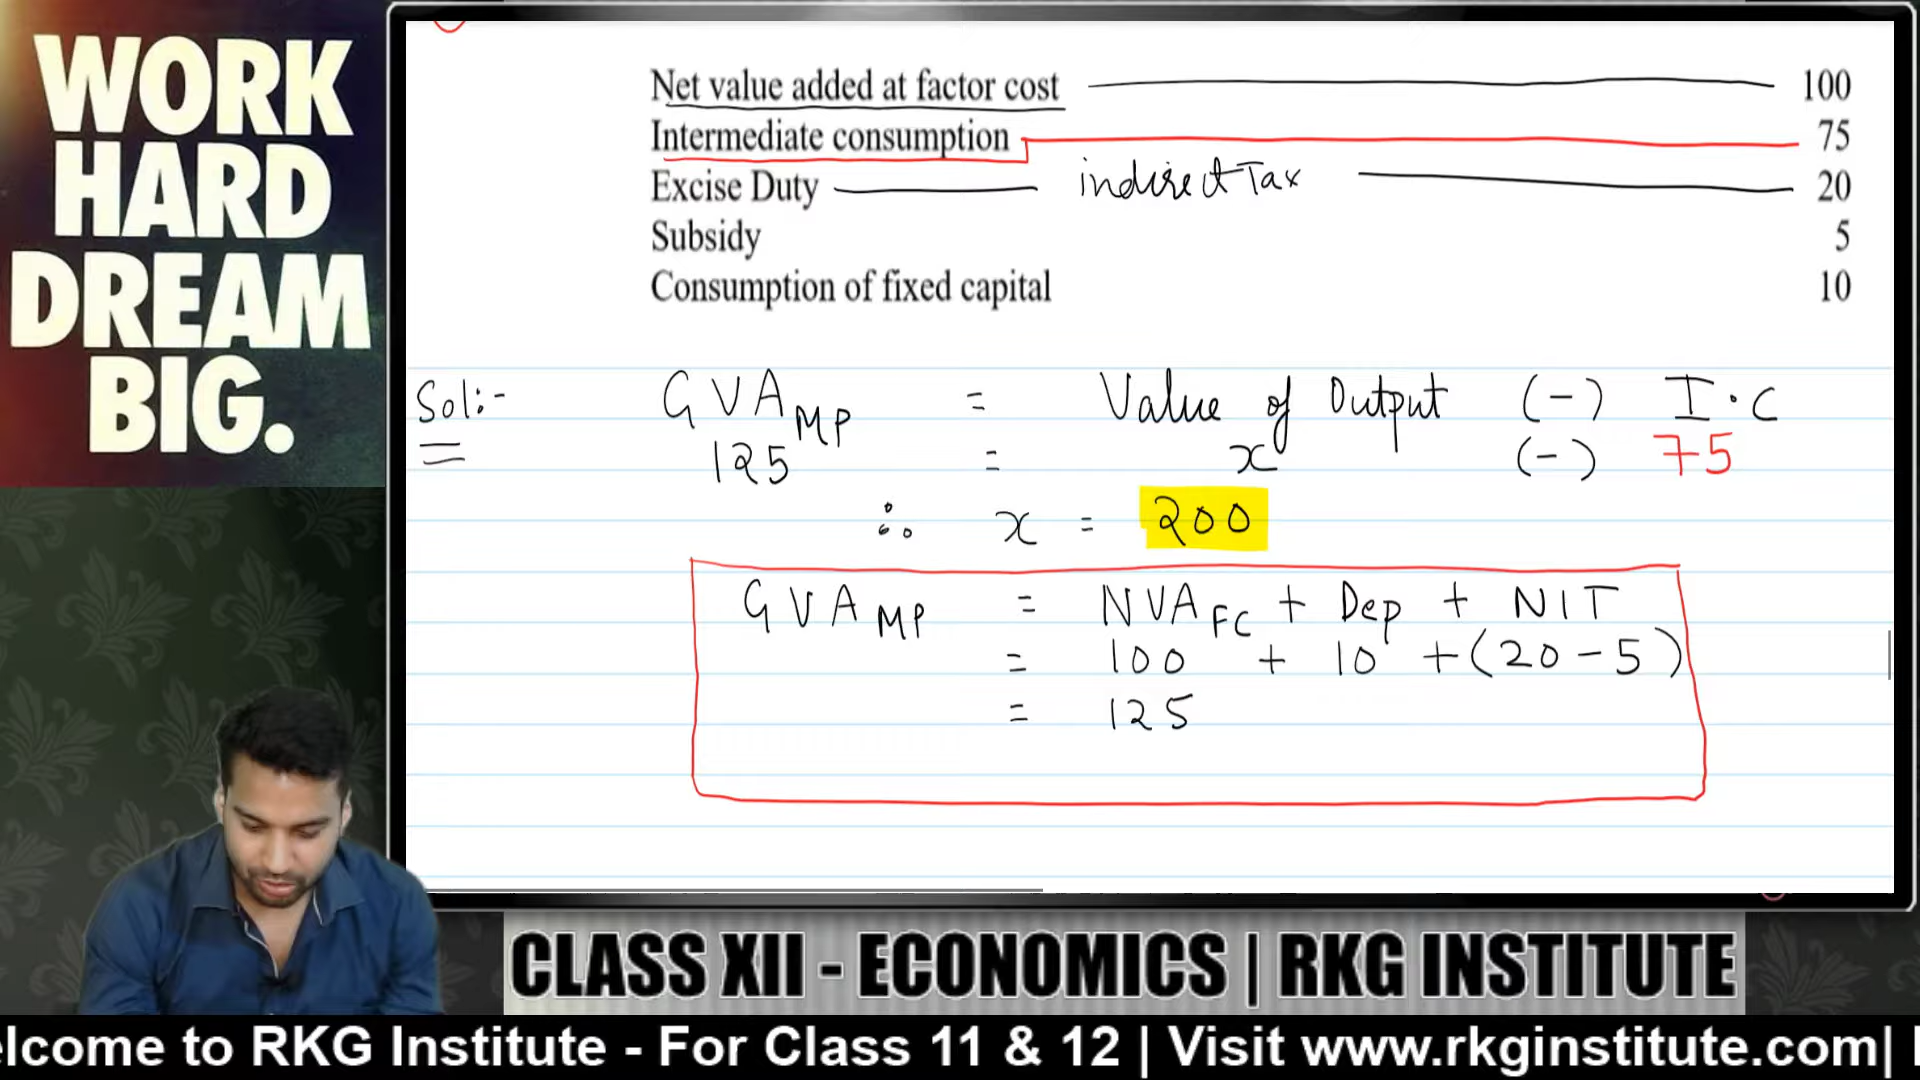 WORK
HARD
DREAM
BIG.
Net value added at factor cost 100
Intermediate consumption 75
Excise Duty indirect Tax 20
Subsidy 5
Consumption of fixed capital 10
Sol:- GVA MP = Value of Output (-) I.C
125 = x (-) 75
∴ x = 200
GVA MP = NVA FC + Dep + NIT
= 100 + 10 + (20 - 5)
= 125
CLASS XII - ECONOMICS | RKG INSTITUTE
elcome to RKG Institute - For Class 11 & 12 | Visit www.rkginstitute.com|